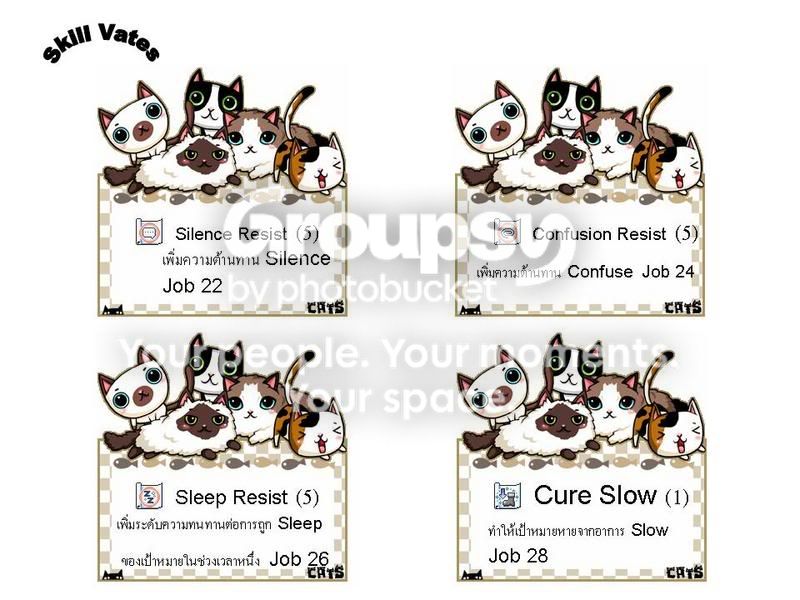 Skill Vates
Silence Resist (5)
เพิ่มความต้านทาน Silence
Job 22
CATS
Confusion Resist (5)
เพิ่มความต้านทาน Confuse Job 24
CATS
Groupsy
by photobucket
Your people. Your moments.
Your space.
Sleep Resist (5)
เพิ่มระดับความทนทานต่อการถูก Sleep
ของเป้าหมายในช่วงเวลาหนึ่ง Job 26
CATS
Cure Slow (1)
ทำให้เป้าหมายหายจากอาการ Slow
Job 28
CATS